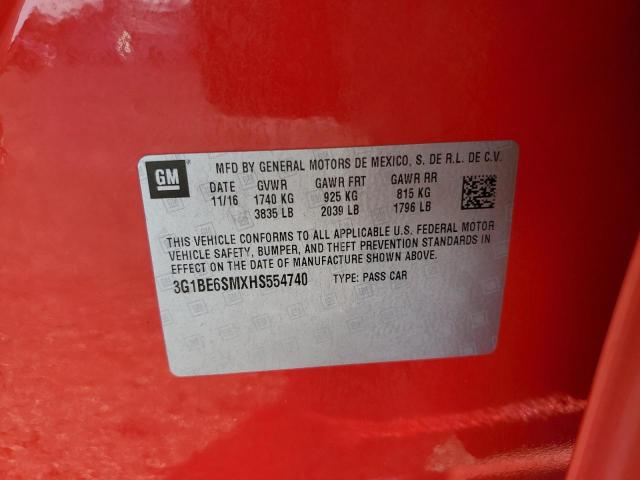 GM
MFD BY GENERAL MOTORS DE MEXICO, S. DE R.L. DE C.V.
DATE GVWR GAWR FRT GAWR RR
11/16 1740 KG 925 KG 815 KG
3835 LB 2039 LB 1796 LB
THIS VEHICLE CONFORMS TO ALL APPLICABLE U.S. FEDERAL MOTOR
VEHICLE SAFETY, BUMPER, AND THEFT PREVENTION STANDARDS IN
EFFECT ON THE DATE OF MANUFACTURE SHOWN ABOVE.
3G1BE6SMXHS554740 TYPE: PASS CAR